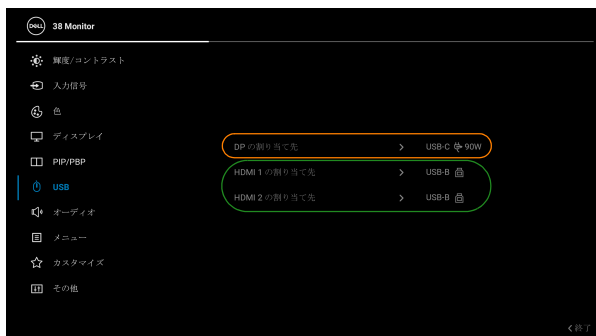 DELL
38 Monitor
輝度/コントラスト
入力信号
色
ディスプレイ
PIP/PBP
USB
オーディオ
メニュー
カスタマイズ
その他
DP の割り当て先 > USB-C 90W
HDMI 1 の割り当て先 > USB-B
HDMI 2 の割り当て先 > USB-B
<終了